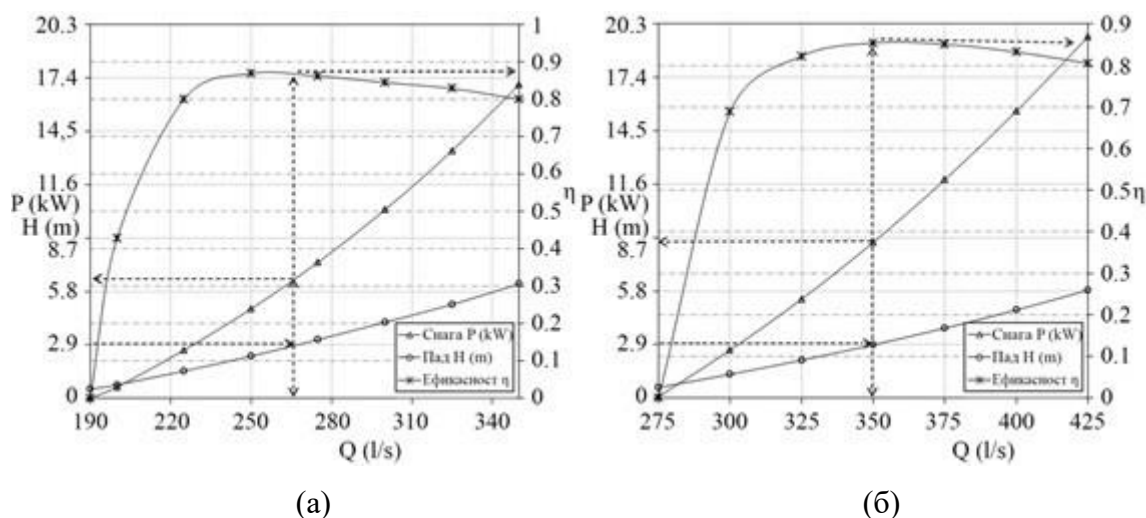 20.3
17.4
14,5
11.6
P (kW)
H (m)
8.7
5.8
2.9
0
1
0.9
0.8
0.7
0.6
0.5
η
0.4
0.3
0.2
0.1
0
Снага P (kW)
Пад H (m)
Ефикасност η
190 220 250 280 310 340
Q (l/s)
(а)
20.3
17.4
14.5
11.6
P (kW)
H (m)
8.7
5.8
2.9
0
0.9
0.8
0.7
0.6
0.5
η
0.4
0.3
0.2
0.1
0
Снага P (kW)
Пад H (m)
Ефикасност η
275 300 325 350 375 400 425
Q (l/s)
(б)